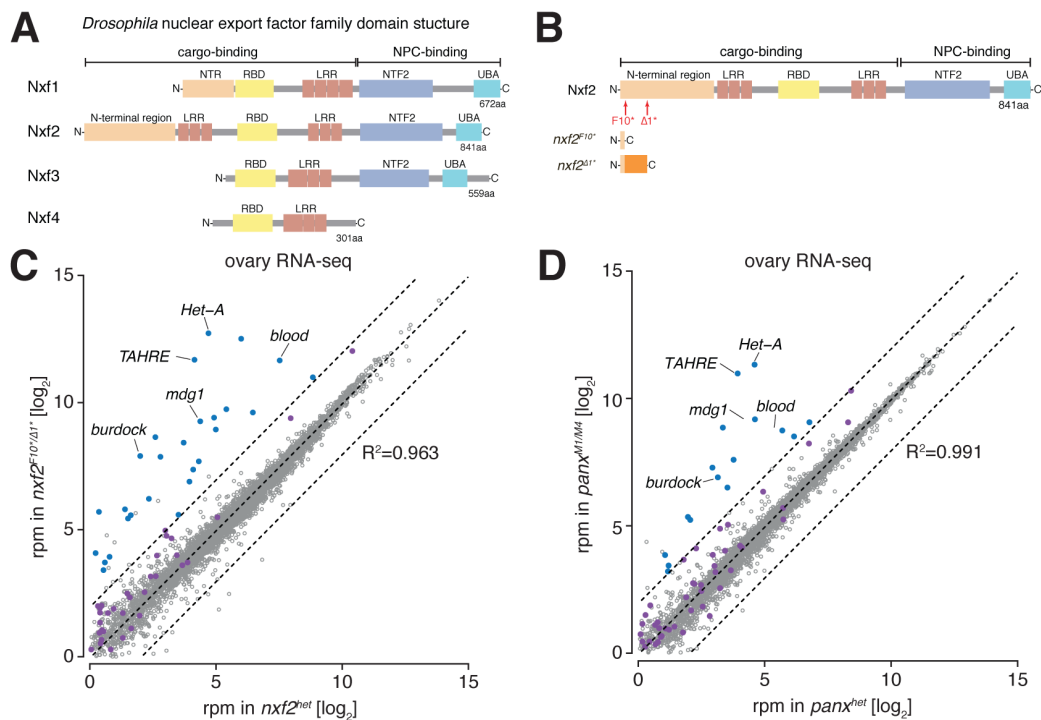 A
Drosophila nuclear export factor family domain stucture
cargo-binding NPC-binding
Nxf1 N- NTR RBD LRR NTF2 UBA -C
672aa
Nxf2 N- N-terminal region LRR RBD LRR NTF2 UBA -C
841aa
Nxf3 N- RBD LRR NTF2 UBA -C
559aa
Nxf4 N- RBD LRR -C
301aa
B
cargo-binding NPC-binding
Nxf2 N- N-terminal region LRR RBD LRR NTF2 UBA -C
841aa
F10* Δ1*
nxf2F10* N- -C
nxf2Δ1* N- -C
C
ovary RNA-seq
15
10
5
0
rpm in nxf2F10*/Δ1* [log2]
Het-A
TAHRE
blood
mdg1
burdock
R2=0.963
0 5 10 15
rpm in nxf2het [log2]
D
ovary RNA-seq
15
10
5
0
rpm in panxM1/M4 [log2]
Het-A
TAHRE
mdg1
blood
burdock
R2=0.991
0 5 10 15
rpm in panxhet [log2]